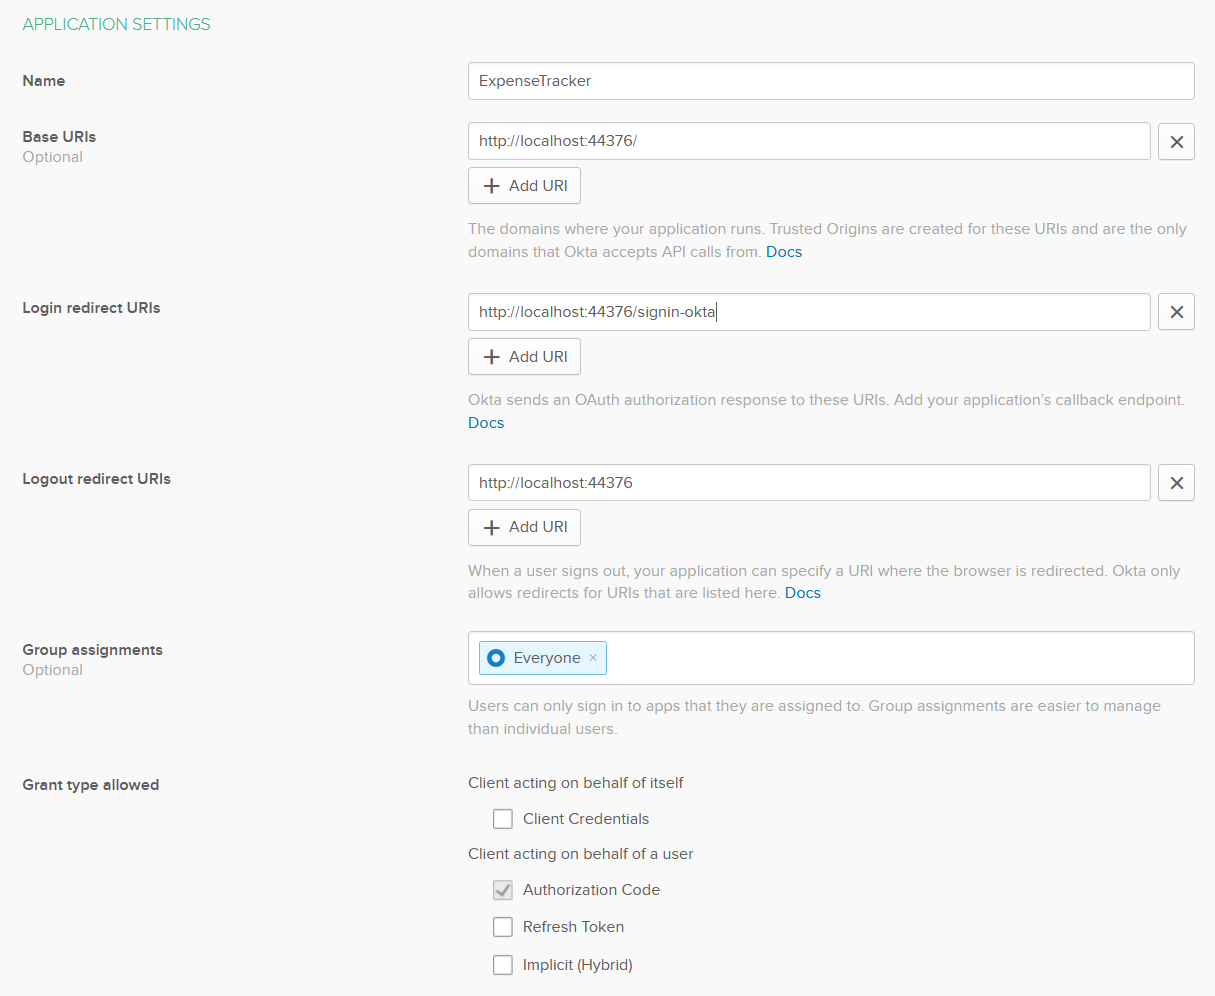 APPLICATION SETTINGS
Name
ExpenseTracker
Base URIs
Optional
http://localhost:44376/
Add URI
The domains where your application runs. Trusted Origins are created for these URIs and are the only
domains that Okta accepts API calls from. Docs
Login redirect URIs
http://localhost:44376/signin-okta
Add URI
Okta sends an OAuth authorization response to these URIs. Add your application’s callback endpoint.
Docs
Logout redirect URIs
http://localhost:44376
Add URI
When a user signs out, your application can specify a URI where the browser is redirected. Okta only
allows redirects for URIs that are listed here. Docs
Group assignments
Optional
Everyone ×
Users can only sign in to apps that they are assigned to. Group assignments are easier to manage
than individual users.
Grant type allowed
Client acting on behalf of itself
Client Credentials
Client acting on behalf of a user
Authorization Code
Refresh Token
Implicit (Hybrid)